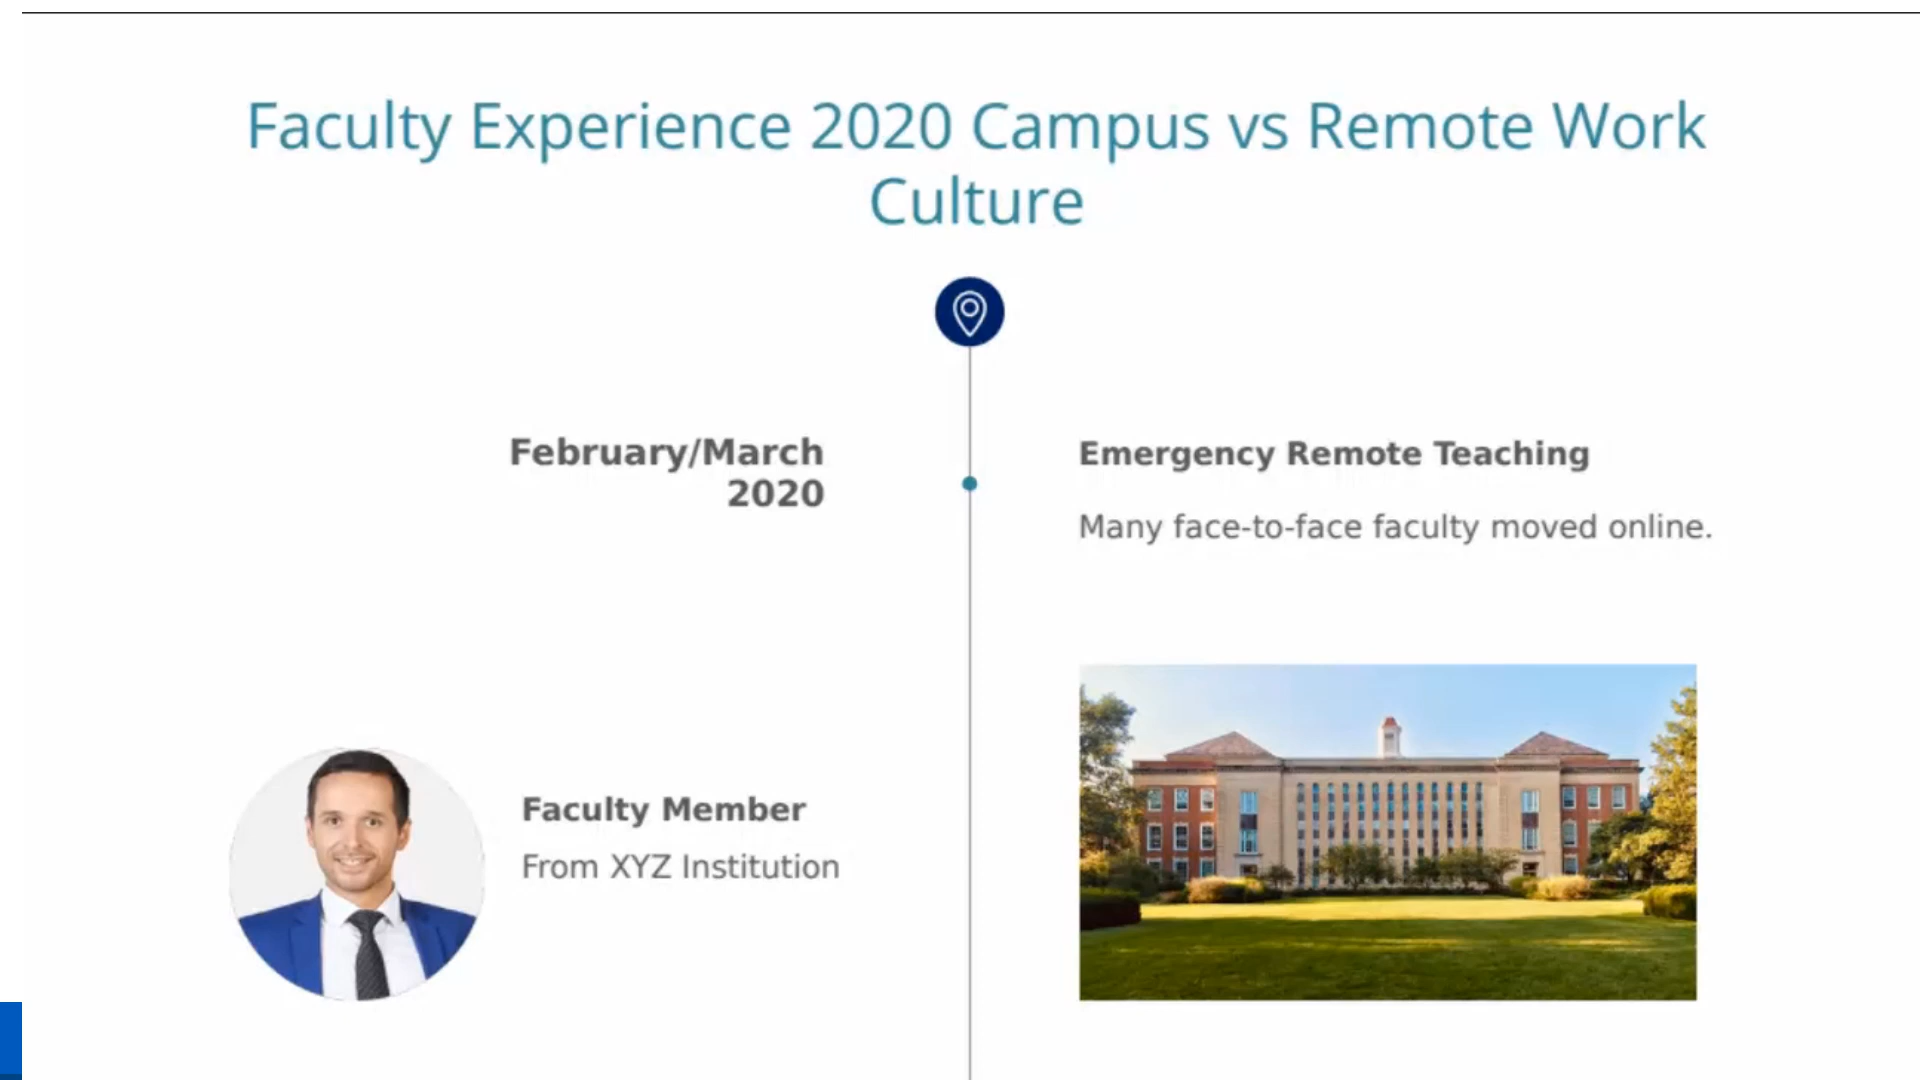 Faculty Experience 2020 Campus vs Remote Work
Culture
February/March
2020
Emergency Remote Teaching
Many face-to-face faculty moved online.
Faculty Member
From XYZ Institution